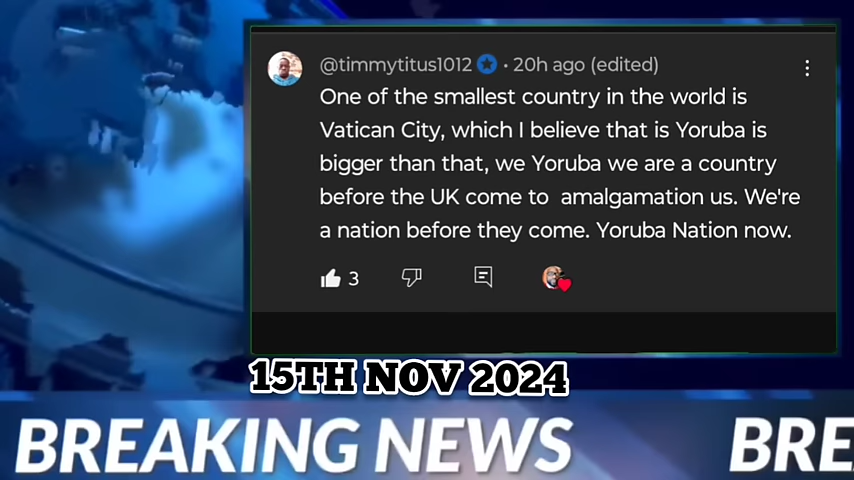 @timmytitus1012 • 20h ago (edited)
One of the smallest country in the world is
Vatican City, which I believe that is Yoruba is
bigger than that, we Yoruba we are a country
before the UK come to amalgamation us. We're
a nation before they come. Yoruba Nation now.
3
15TH NOV 2024
BREAKING NEWS BRE